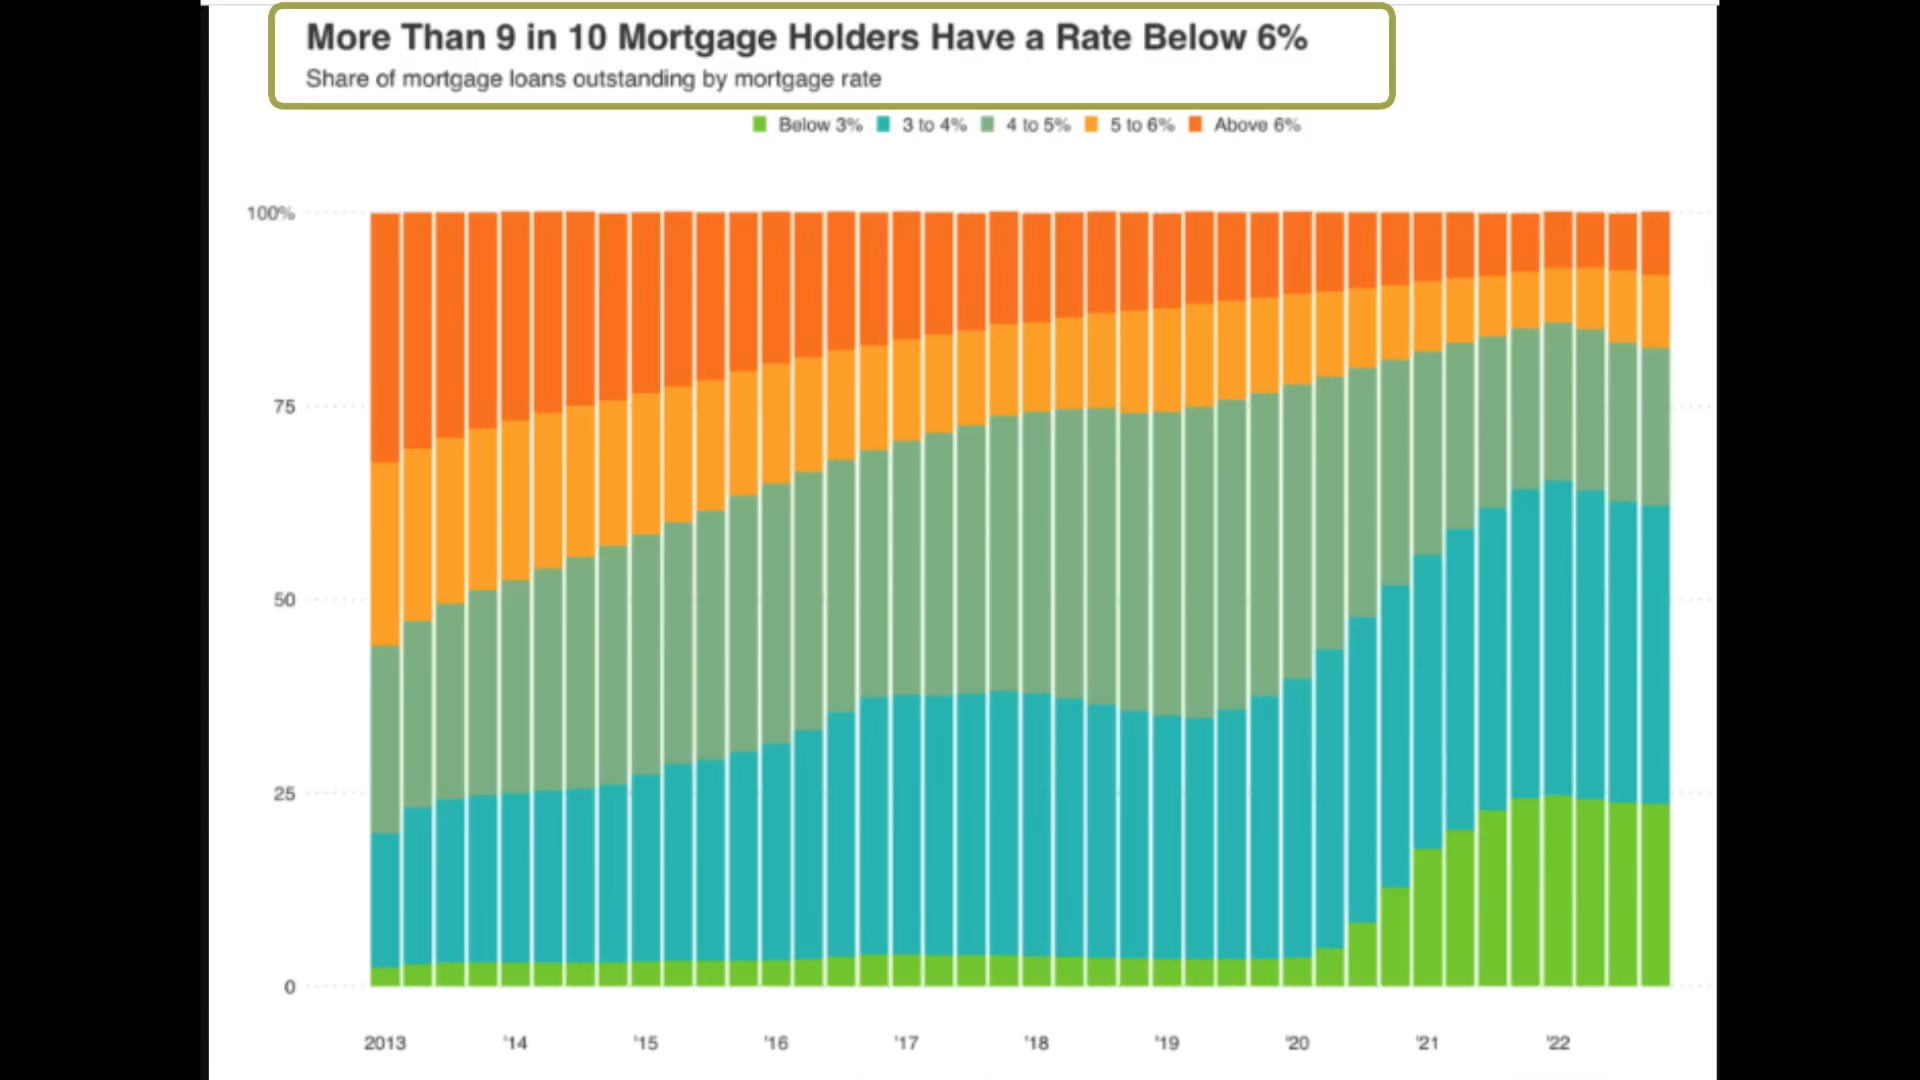 More Than 9 in 10 Mortgage Holders Have a Rate Below 6%
Share of mortgage loans outstanding by mortgage rate
Below 3% 3 to 4% 4 to 5% 5 to 6% Above 6%
100%
75
50
25
0
2013 '14 '15 '16 '17 '18 '19 '20 '21 '22